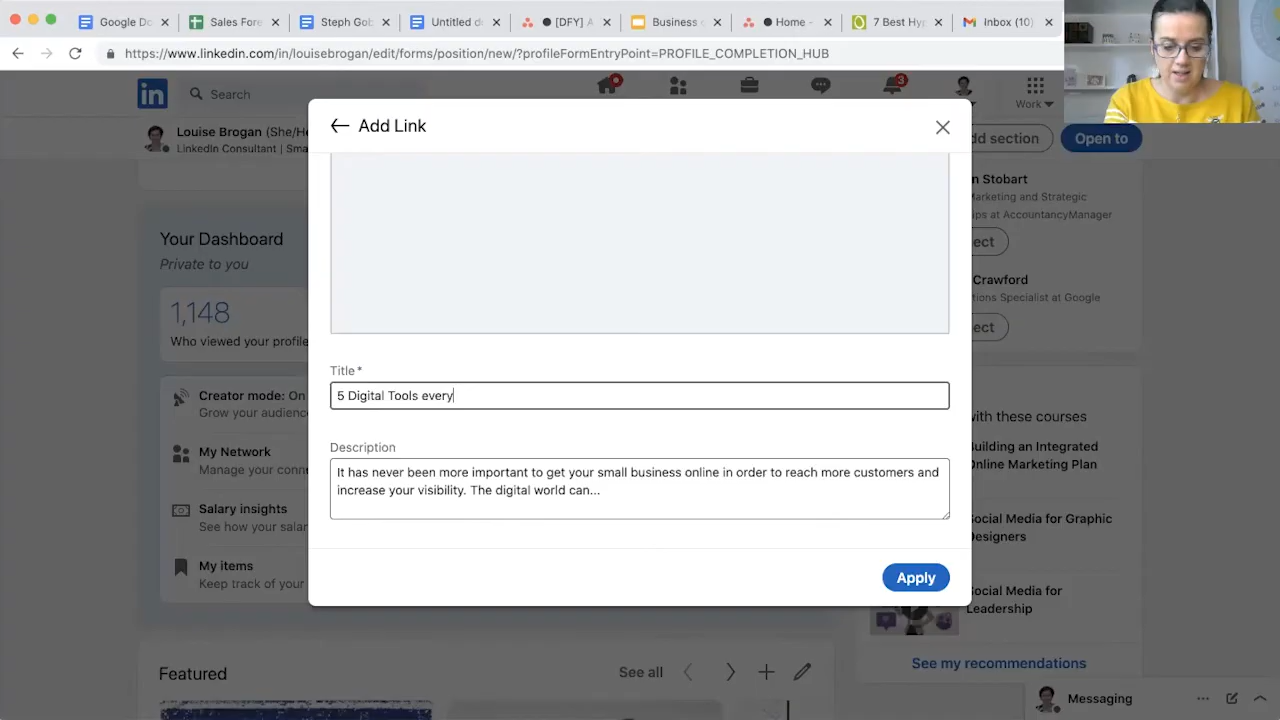 Google Do
Sales Fore
Steph Gob
Untitled do
[DFY] A
Business o
Home -
7 Best Hyp
Inbox (10)
https://www.linkedin.com/in/louisebrogan/edit/forms/position/new/?profileFormEntryPoint=PROFILE_COMPLETION_HUB
in
Search
3
Work
Louise Brogan (She/He
LinkedIn Consultant | Sma
dd section
Open to
Add Link
n Stobart
Marketing and Strategic
ips at AccountancyManager
ect
Crawford
tions Specialist at Google
ect
Your Dashboard
Private to you
1,148
Who viewed your profile
Title*
5 Digital Tools every
Creator mode: On
Grow your audience
My Network
Manage your conn
Salary insights
See how your salar
My items
Keep track of your
Description
It has never been more important to get your small business online in order to reach more customers and
increase your visibility. The digital world can...
Apply
with these courses
Building an Integrated
Online Marketing Plan
Social Media for Graphic
Designers
Social Media for
Leadership
See my recommendations
Featured
See all
Messaging